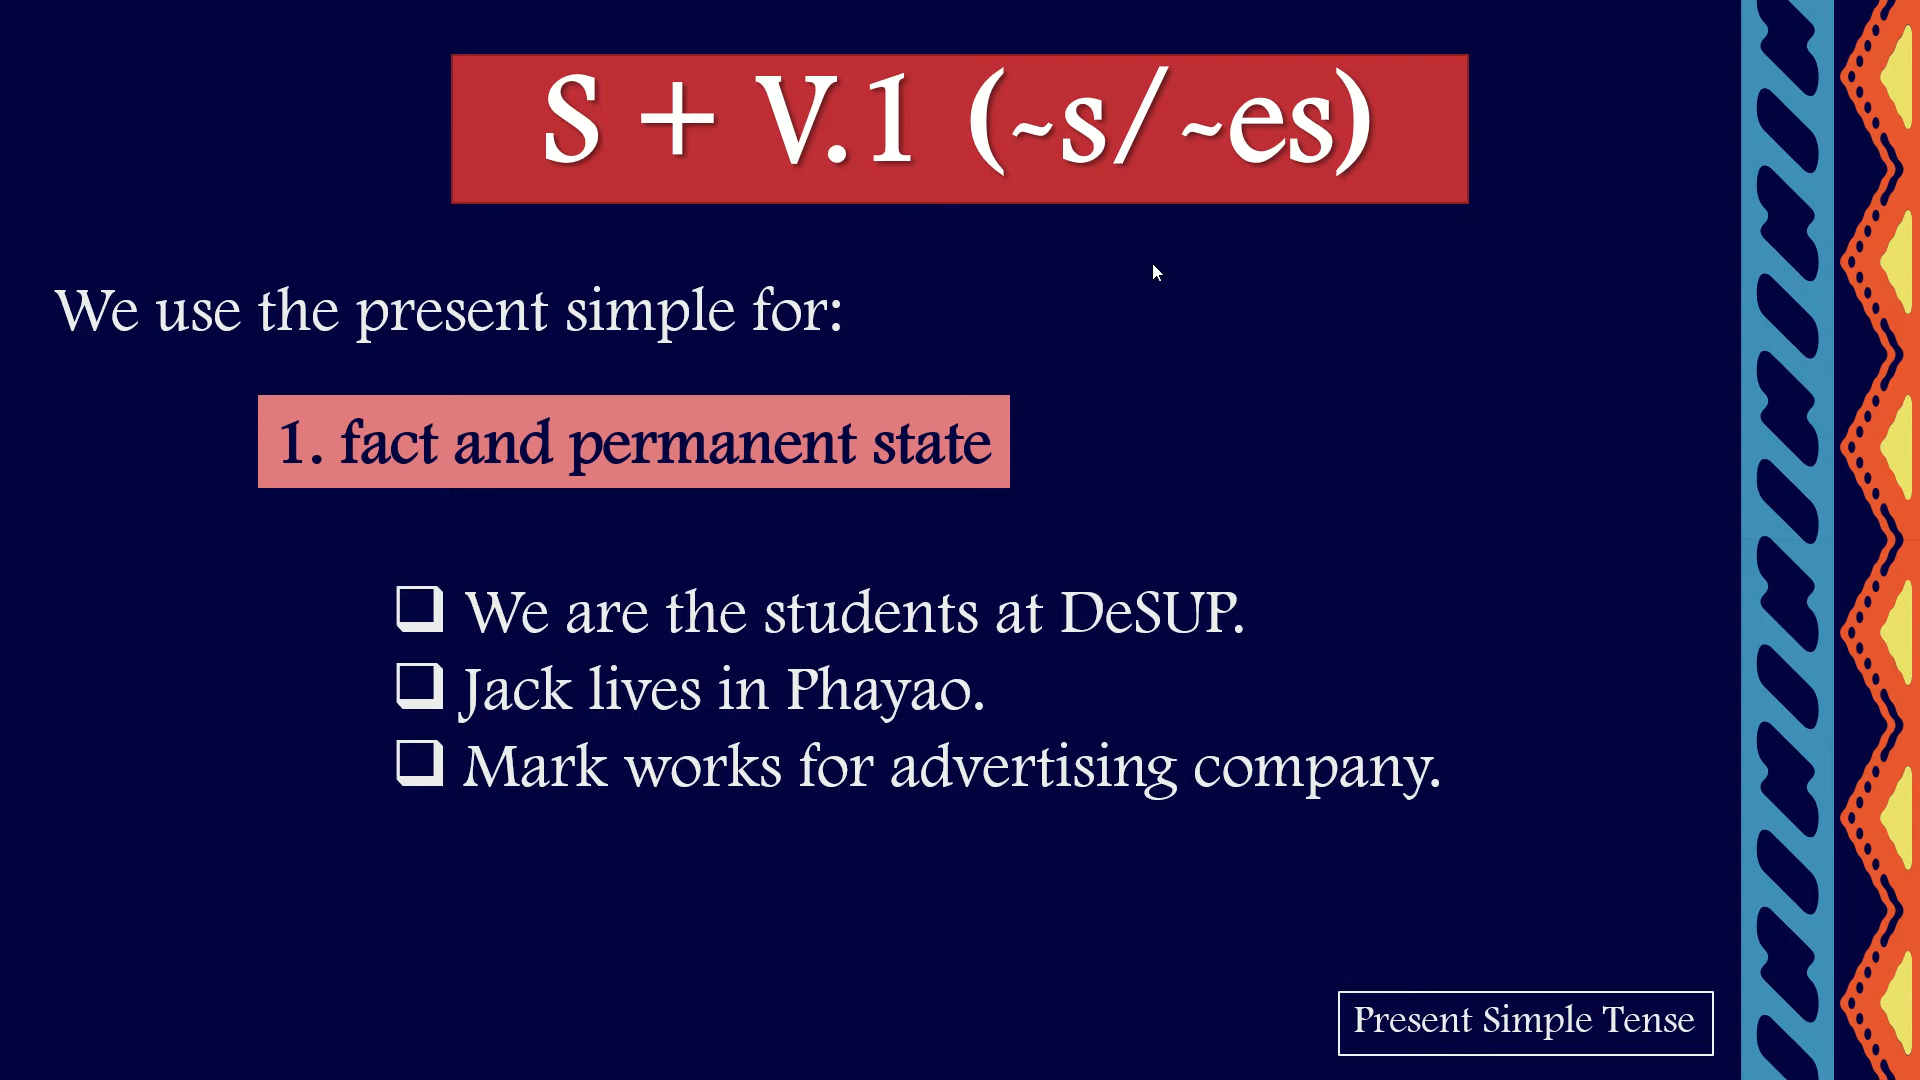 S + V.1 (~s/~es)
We use the present simple for:
1. fact and permanent state
❑ We are the students at DeSUP.
❑ Jack lives in Phayao.
❑ Mark works for advertising company.
Present Simple Tense